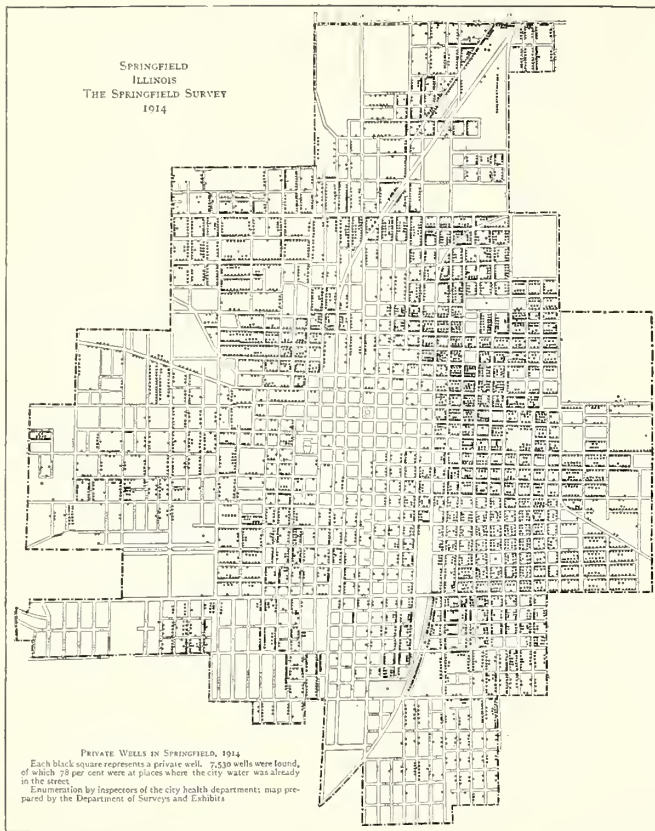 SPRINGFIELD
ILLINOIS
THE SPRINGFIELD SURVEY
1914
PRIVATE WELLS IN SPRINGFIELD, 1914
Each black square represents a private well. 7,530 wells were found,
of which 78 per cent were at places where the city water was already
in the street
Enumeration by inspectors of the city health department; map pre-
pared by the Department of Surveys and Exhibits